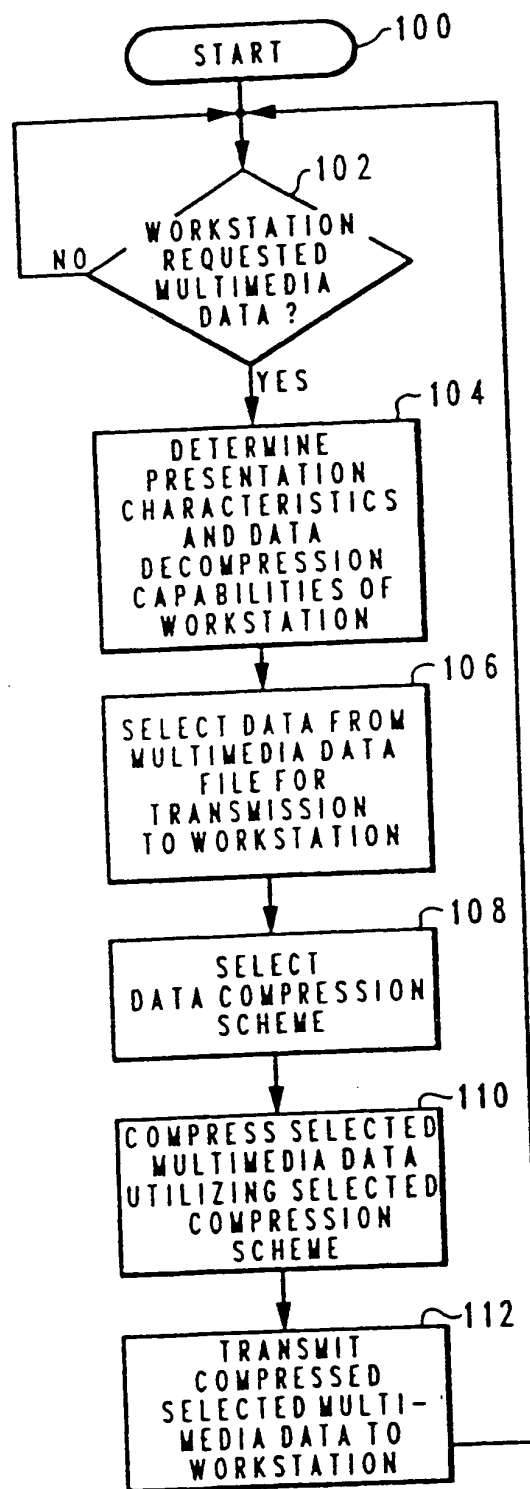 START
100
102
WORKSTATION
REQUESTED
MULTIMEDIA
DATA ?
NO
YES
104
DETERMINE
PRESENTATION
CHARACTERISTICS
AND DATA
DECOMPRESSION
CAPABILITIES OF
WORKSTATION
106
SELECT DATA FROM
MULTIMEDIA DATA
FILE FOR
TRANSMISSION
TO WORKSTATION
108
SELECT
DATA COMPRESSION
SCHEME
110
COMPRESS SELECTED
MULTIMEDIA DATA
UTILIZING SELECTED
COMPRESSION
SCHEME
112
TRANSMIT
COMPRESSED
SELECTED MULTI-
MEDIA DATA TO
WORKSTATION